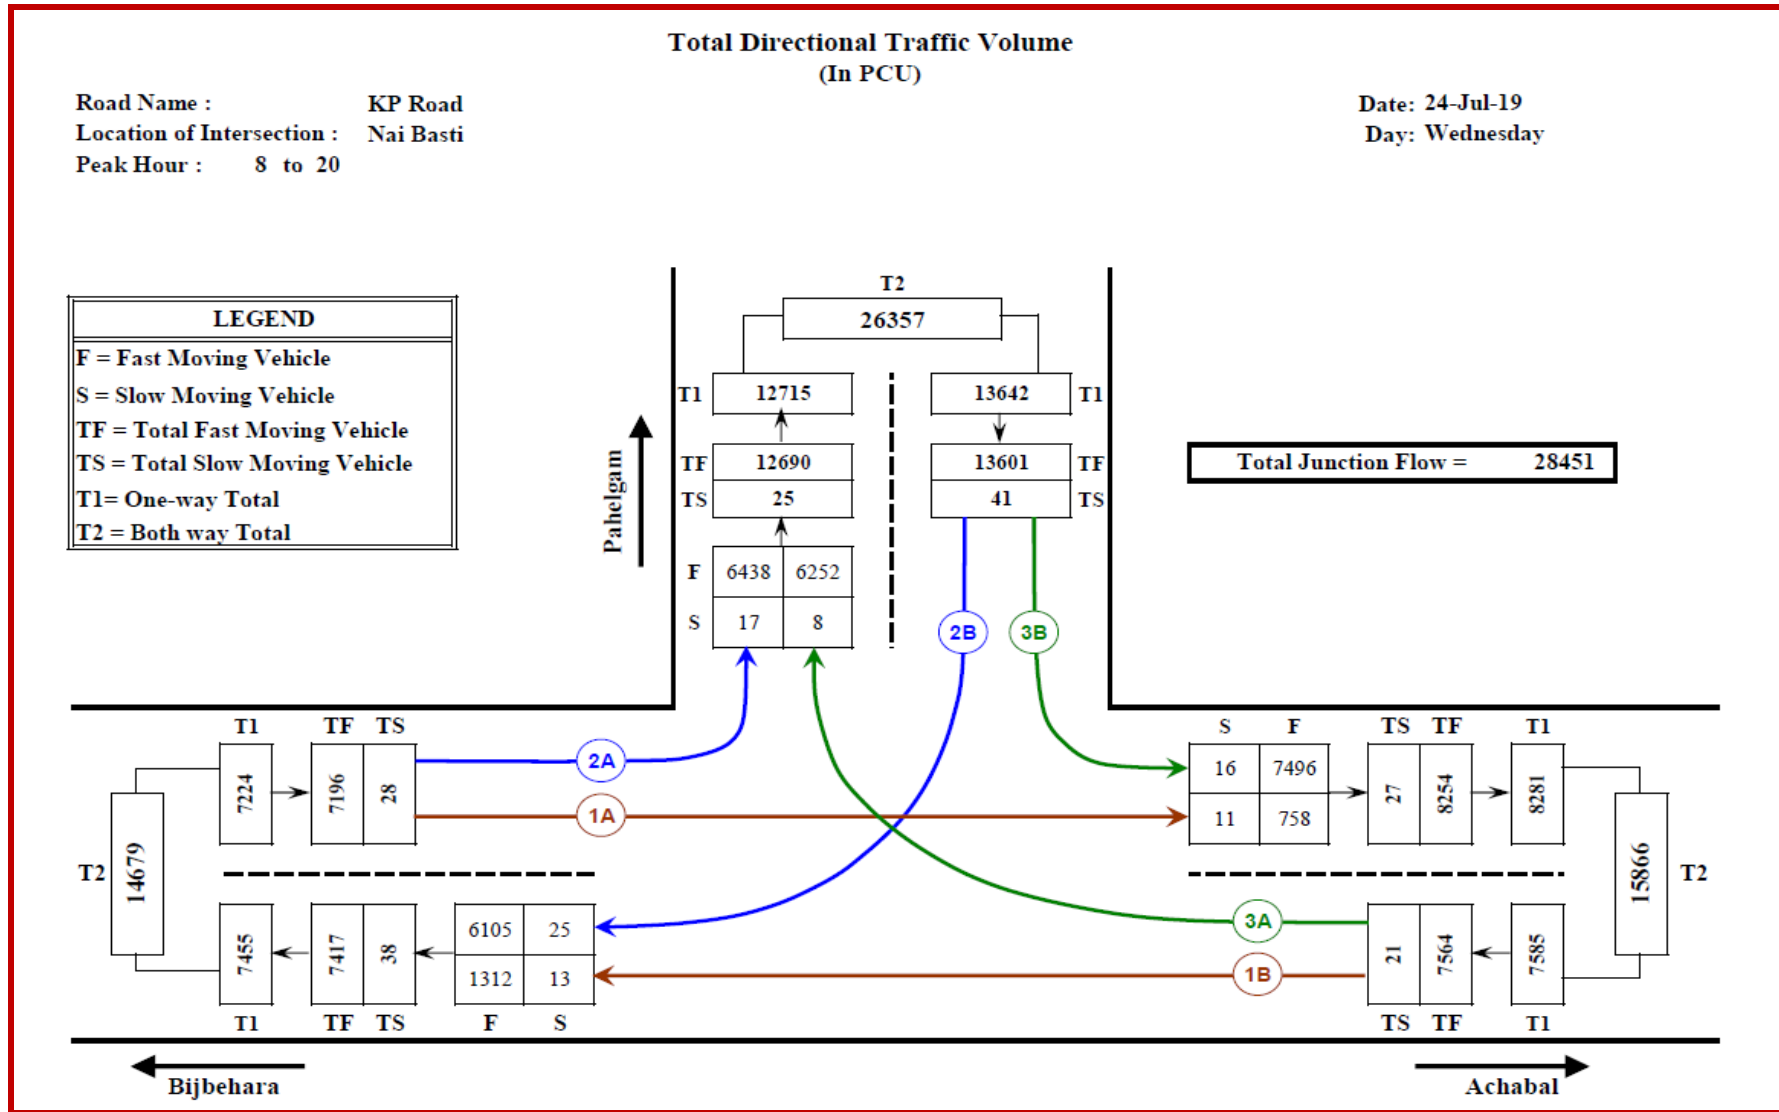 Total Directional Traffic Volume
(In PCU)
Road Name : KP Road
Date: 24-Jul-19
Location of Intersection : Nai Basti
Day: Wednesday
Peak Hour : 8 to 20
LEGEND
F = Fast Moving Vehicle
S = Slow Moving Vehicle
TF = Total Fast Moving Vehicle
TS = Total Slow Moving Vehicle
T1= One-way Total
T2 = Both way Total
T2
26357
T1 12715 13642 T1
TF 12690 13601 TF
TS 25 41 TS
Pahelgam
F 6438 6252
S 17 8
2B 3B
Total Junction Flow = 28451
T1 TF TS
7224 7196 28
2A
1A
S F TS TF T1
16 7496
11 758
27 8254 8281
T2 14679
15866 T2
7455 7417 38
6105 25
1312 13
T1 TF TS F S
3A
1B
21 7564 7585
TS TF T1
Bijbehara
Achabal